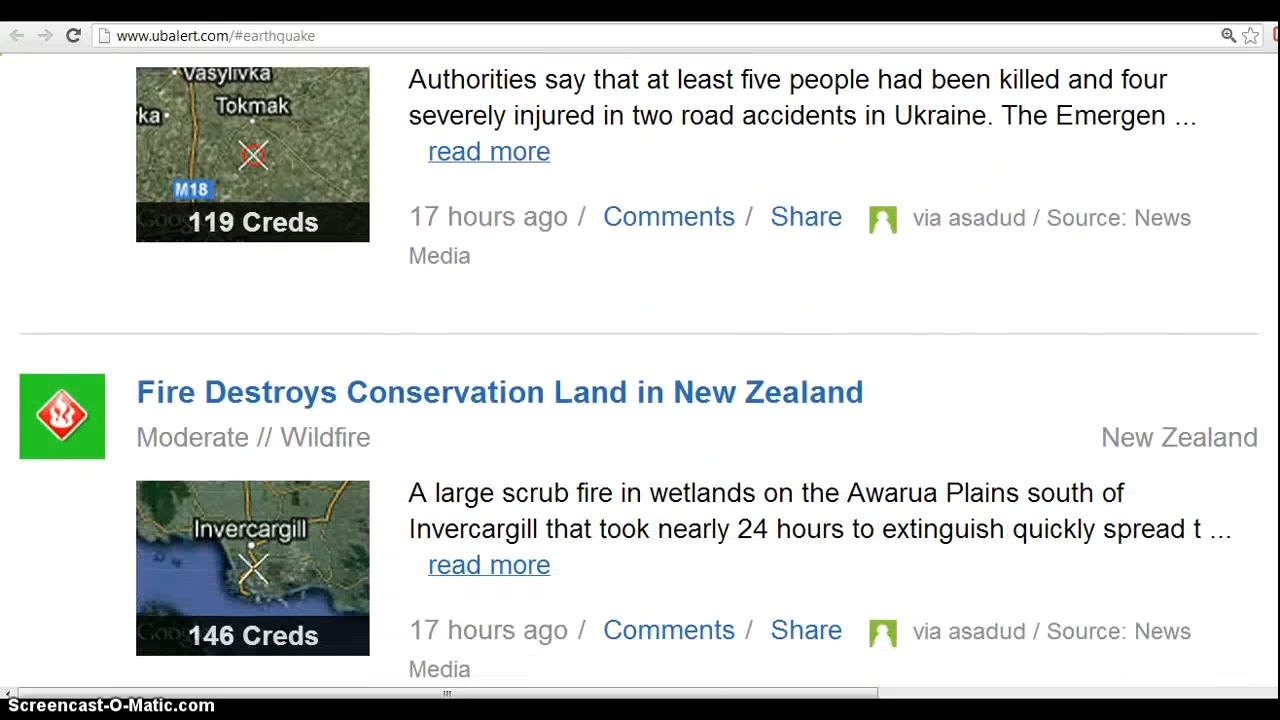 www.ubalert.com/#earthquake
Vasylivka
Tokmak
ka
M18
119 Creds
Authorities say that at least five people had been killed and four
severely injured in two road accidents in Ukraine. The Emergen ...
read more
17 hours ago / Comments / Share via asadud / Source: News
Media
Fire Destroys Conservation Land in New Zealand
Moderate // Wildfire New Zealand
Invercargill
146 Creds
A large scrub fire in wetlands on the Awarua Plains south of
Invercargill that took nearly 24 hours to extinguish quickly spread t ...
read more
17 hours ago / Comments / Share via asadud / Source: News
Media
Screencast-O-Matic.com